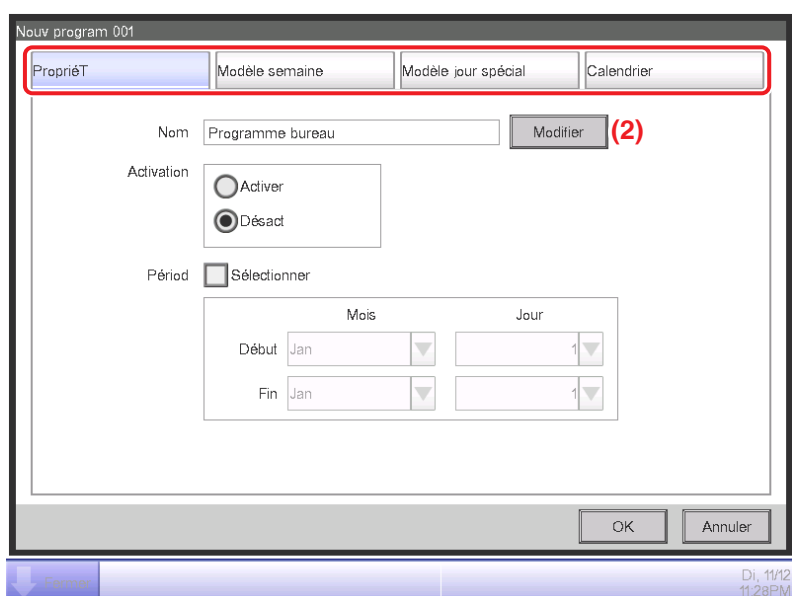 Nouv program 001
PropriéT Modèle semaine Modèle jour spécial Calendrier
Nom Programme bureau Modifier (2)
Activation
Activer
Désact
Périod Sélectionner
Mois Jour
Début Jan 1
Fin Jan 1
OK Annuler
Di, 11/12
11:28PM